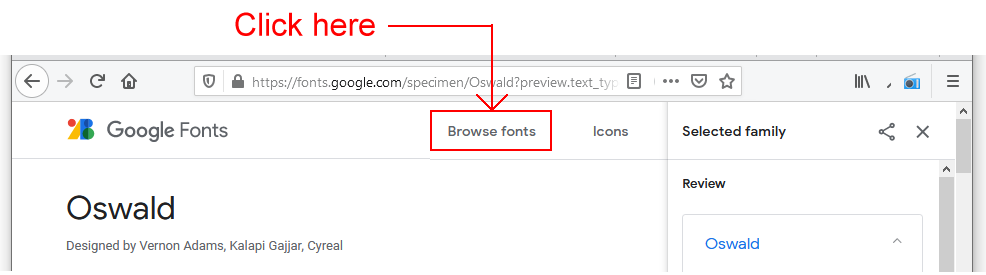 Click here
https://fonts.google.com/specimen/Oswald?preview.text_typ
Google Fonts
Browse fonts
Icons
Selected family
Oswald
Designed by Vernon Adams, Kalapi Gajjar, Cyreal
Review
Oswald